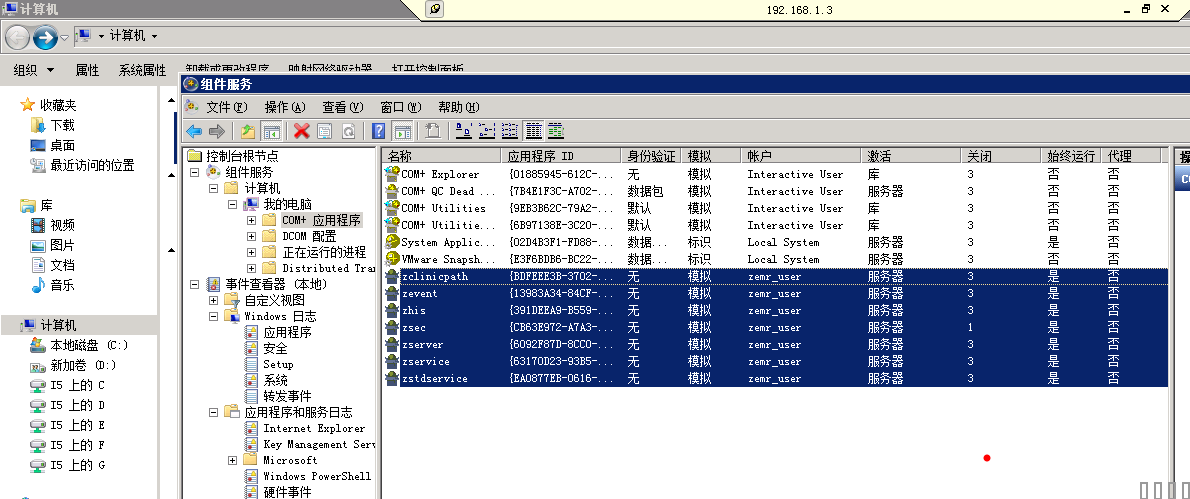 计算机
192.168.1.3
计算机
组织 属性 系统属性 卸载或更改程序 映射网络驱动器 打开控制面板
收藏夹
下载
桌面
最近访问的位置
库
视频
图片
文档
音乐
计算机
本地磁盘 (C:)
新加卷 (D:)
I5 上的 C
I5 上的 D
I5 上的 E
I5 上的 F
I5 上的 G
组件服务
文件(F) 操作(A) 查看(V) 窗口(W) 帮助(H)
控制台根节点
组件服务
计算机
我的电脑
COM+ 应用程序
DCOM 配置
正在运行的进程
Distributed Tra
事件查看器 (本地)
自定义视图
Windows 日志
应用程序
安全
Setup
系统
转发事件
应用程序和服务日志
Internet Explorer
Key Management Serv
Microsoft
Windows PowerShell
硬件事件
名称 应用程序 ID 身份验证 模拟 帐户 激活 关闭 始终运行 代理
COM+ Explorer {01885945-612C-... 无 模拟 Interactive User 库 3 否 否
COM+ QC Dead ... {7B4E1F3C-A702-... 数据包 模拟 Interactive User 服务器 3 否 否
COM+ Utilities {9EB3B62C-79A2-... 默认 模拟 Interactive User 库 3 否 否
COM+ Utilitie... {6B97138E-3C20-... 默认 模拟 Interactive User 库 3 否 否
System Applic... {02D4B3F1-FD88-... 数据... 标识 Local System 服务器 3 是 否
VMware Snapsh... {E3F6BDB6-BC22-... 无 标识 Local System 服务器 3 否 否
zclinicpath {BDFEEE3B-3702-... 无 模拟 zemr_user 服务器 3 是 否
zevent {13983A34-84CF-... 无 模拟 zemr_user 服务器 3 是 否
zhis {391DEEA9-B559-... 无 模拟 zemr_user 服务器 3 是 否
zsec {CB63E972-A7A3-... 无 模拟 zemr_user 服务器 1 是 否
zserver {6092F87D-8CC0-... 无 模拟 zemr_user 服务器 3 是 否
zservice {63170D23-93B5-... 无 模拟 zemr_user 服务器 3 是 否
zstdservice {EA0877EB-0616-... 无 模拟 zemr_user 服务器 3 是 否